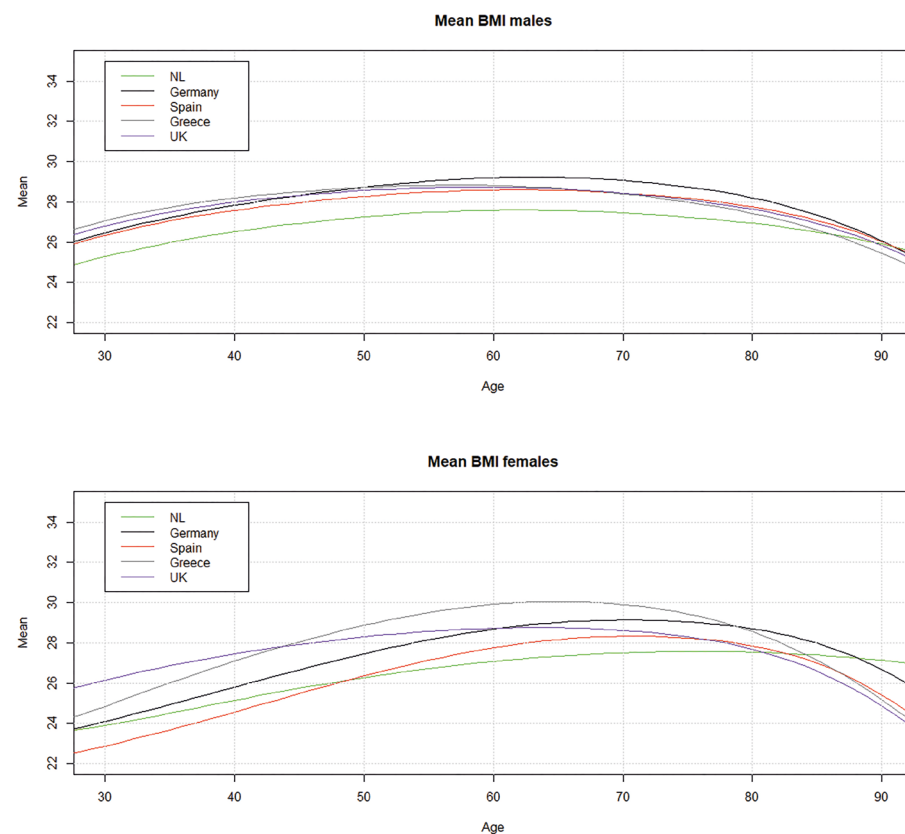 Mean BMI males
34
32
30
28
26
24
22
Mean
NL
Germany
Spain
Greece
UK
30 40 50 60 70 80 90
Age
Mean BMI females
34
32
30
28
26
24
22
Mean
NL
Germany
Spain
Greece
UK
30 40 50 60 70 80 90
Age